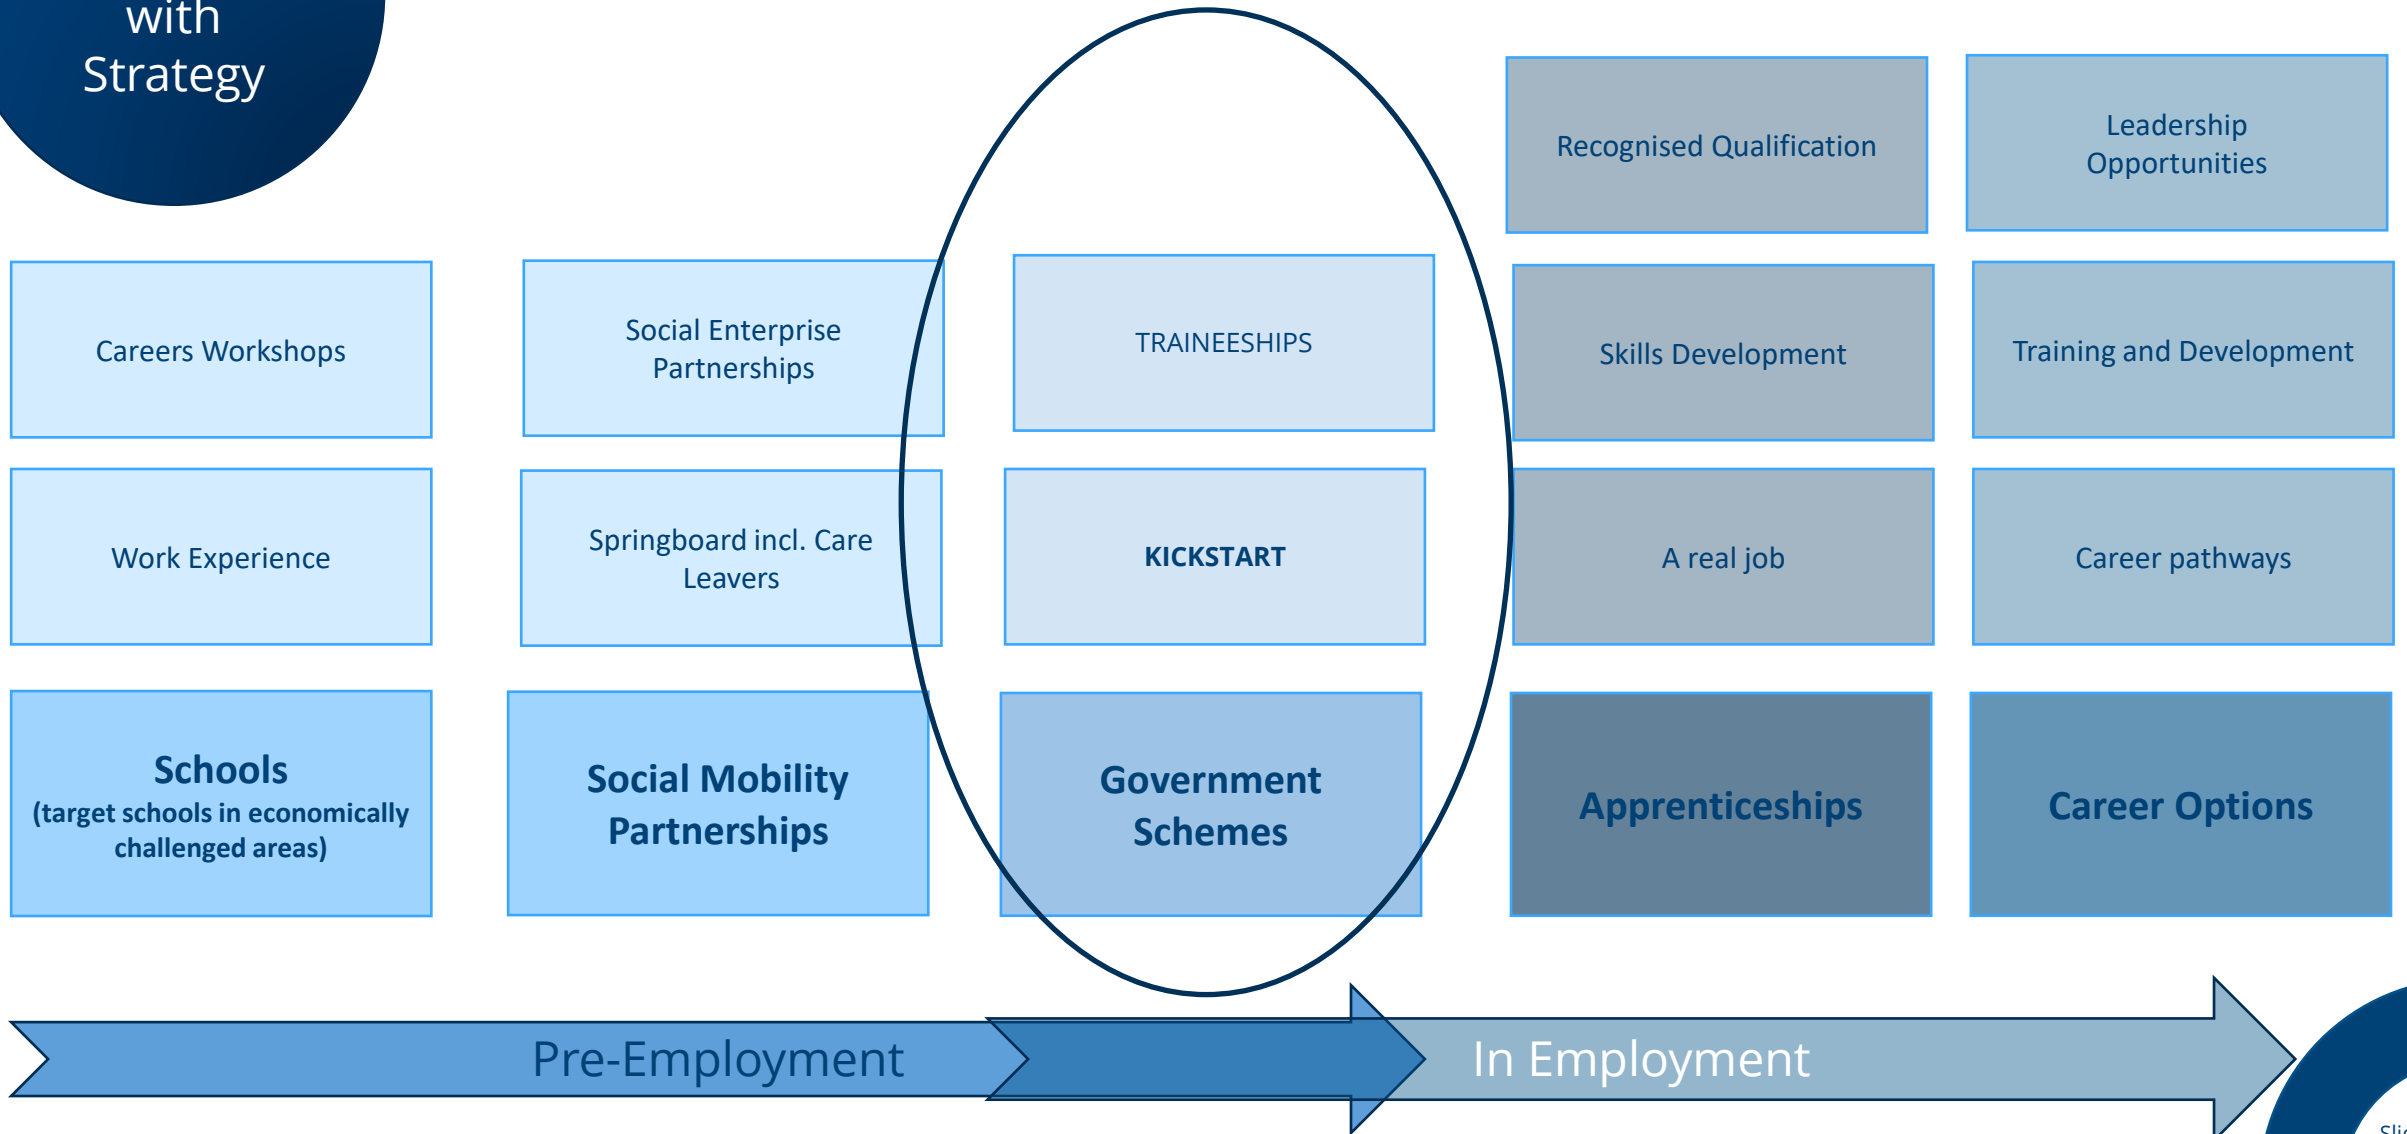 with
Strategy
Recognised Qualification
Leadership
Opportunities
Careers Workshops
Social Enterprise
Partnerships
TRAINEESHIPS
Skills Development
Training and Development
Work Experience
Springboard incl. Care
Leavers
KICKSTART
A real job
Career pathways
Schools
(target schools in economically
challenged areas)
Social Mobility
Partnerships
Government
Schemes
Apprenticeships
Career Options
Pre-Employment
In Employment